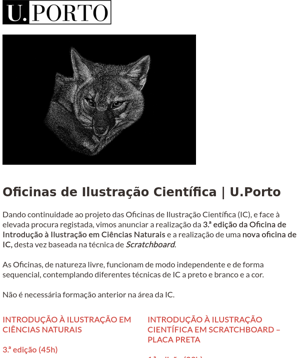 U.PORTO
Oficinas de Ilustração Científica | U.Porto
Dando continuidade ao projeto das Oficinas de Ilustração Científica (IC), e face à
elevada procura registada, vimos anunciar a realização da 3.ª edição da Oficina de
Introdução à Ilustração em Ciências Naturais e a realização de uma nova oficina de
IC, desta vez baseada na técnica de Scratchboard.
As Oficinas, de natureza livre, funcionam de modo independente e de forma
sequencial, contemplando diferentes técnicas de IC a preto e branco e a cor.
Não é necessária formação anterior na área da IC.
INTRODUÇÃO À ILUSTRAÇÃO EM
CIÊNCIAS NATURAIS
3.ª edição (45h)
INTRODUÇÃO À ILUSTRAÇÃO
CIENTÍFICA EM SCRATCHBOARD –
PLACA PRETA